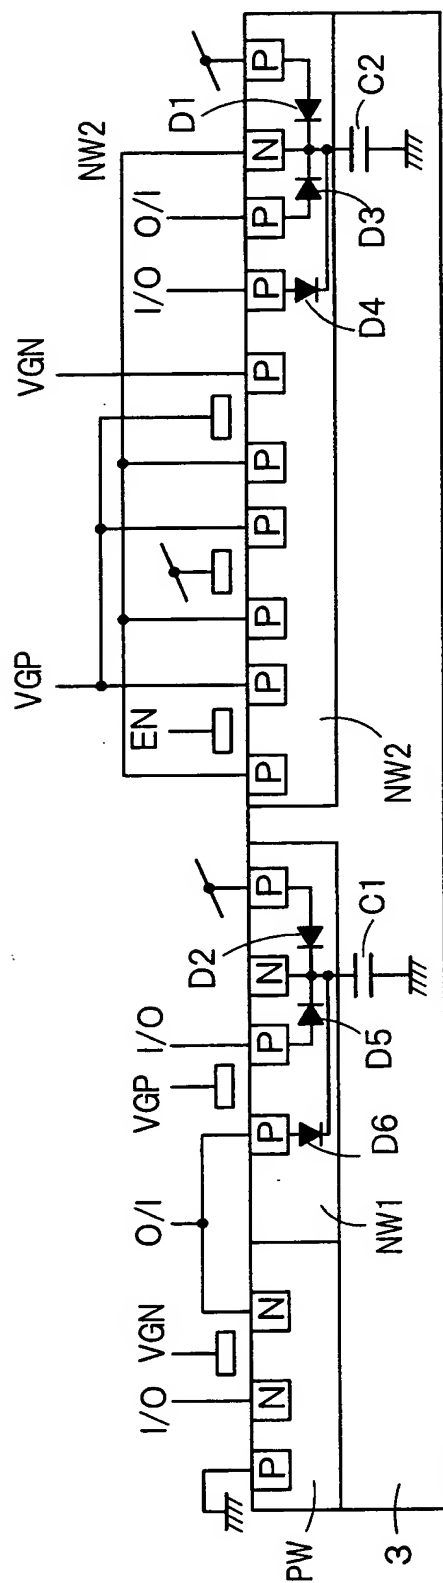 VGP VGN
I/O VGN O/I VGP I/O EN I/O O/I NW2
D2 D1
P N N P P N P P P P P P P P P N P
D6 D5 C1 D4 D3 C2
PW NW1 NW2
3